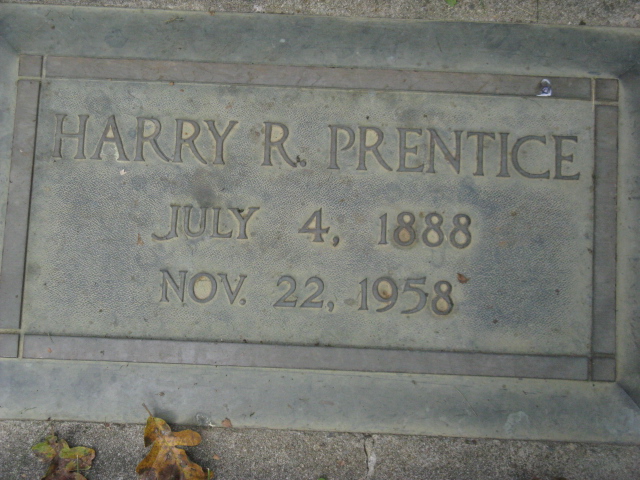 HARRY R. PRENTICE
JULY 4, 1888
NOV. 22, 1958